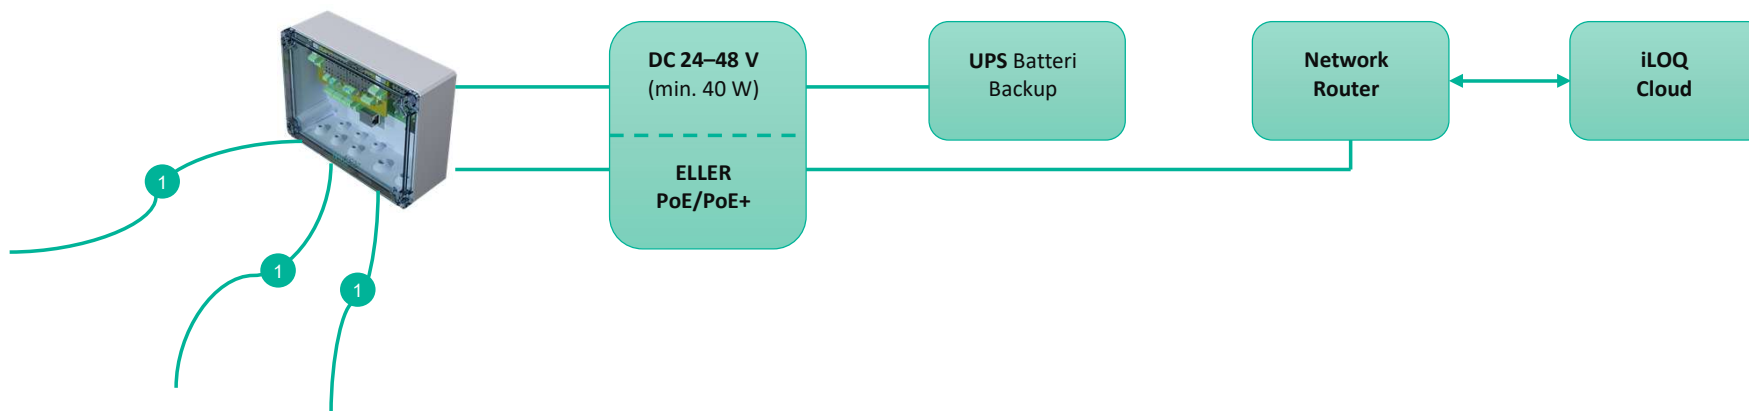 DC 24–48 V
(min. 40 W)
ELLER
PoE/PoE+
UPS Batteri
Backup
Network
Router
iLOQ
Cloud
1
1
1